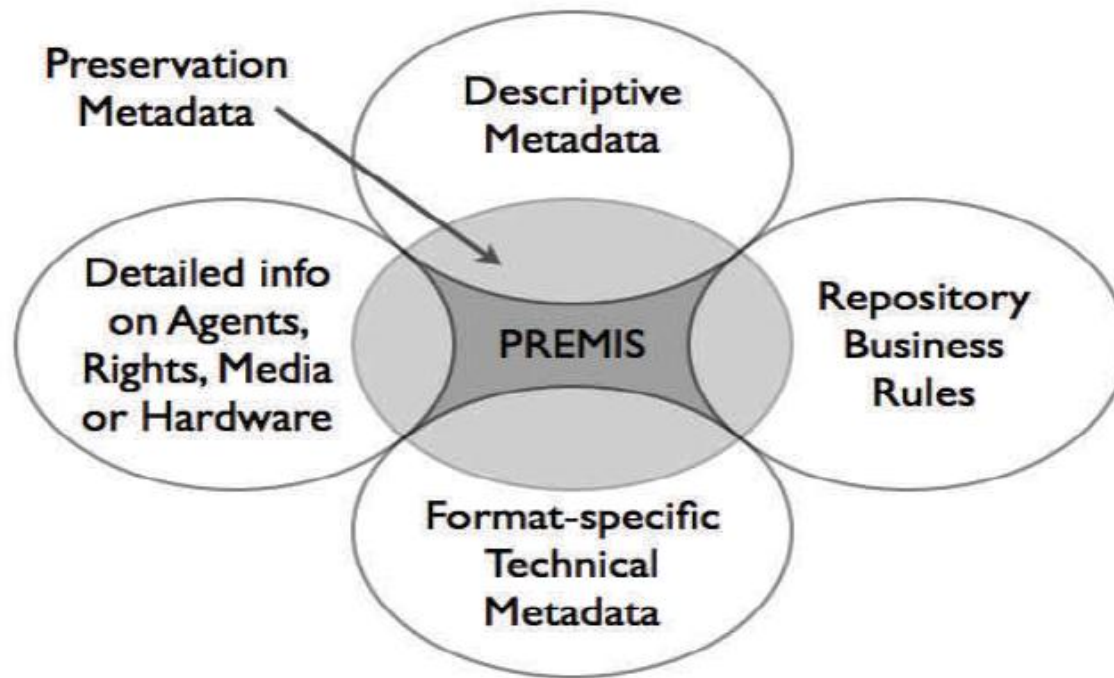 Preservation
Metadata
Descriptive
Metadata
Detailed info
on Agents,
Rights, Media
or Hardware
PREMIS
Repository
Business
Rules
Format-specific
Technical
Metadata